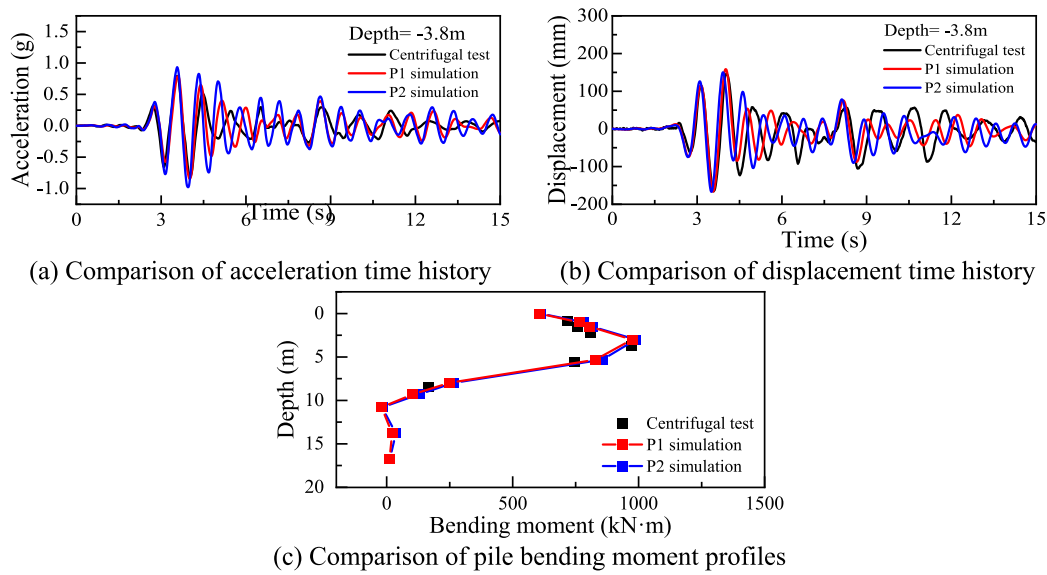 Acceleration (g)
1.5
1.0
0.5
0.0
-0.5
-1.0
Depth= -3.8m
Centrifugal test
P1 simulation
P2 simulation
0 3 6 9 12 15
Time (s)
(a) Comparison of acceleration time history
Displacement (mm)
300
200
100
0
-100
-200
Depth= -3.8m
Centrifugal test
P1 simulation
P2 simulation
0 3 6 9 12 15
Time (s)
(b) Comparison of displacement time history
Depth (m)
0
5
10
15
20
Centrifugal test
P1 simulation
P2 simulation
0 500 1000 1500
Bending moment (kN·m)
(c) Comparison of pile bending moment profiles